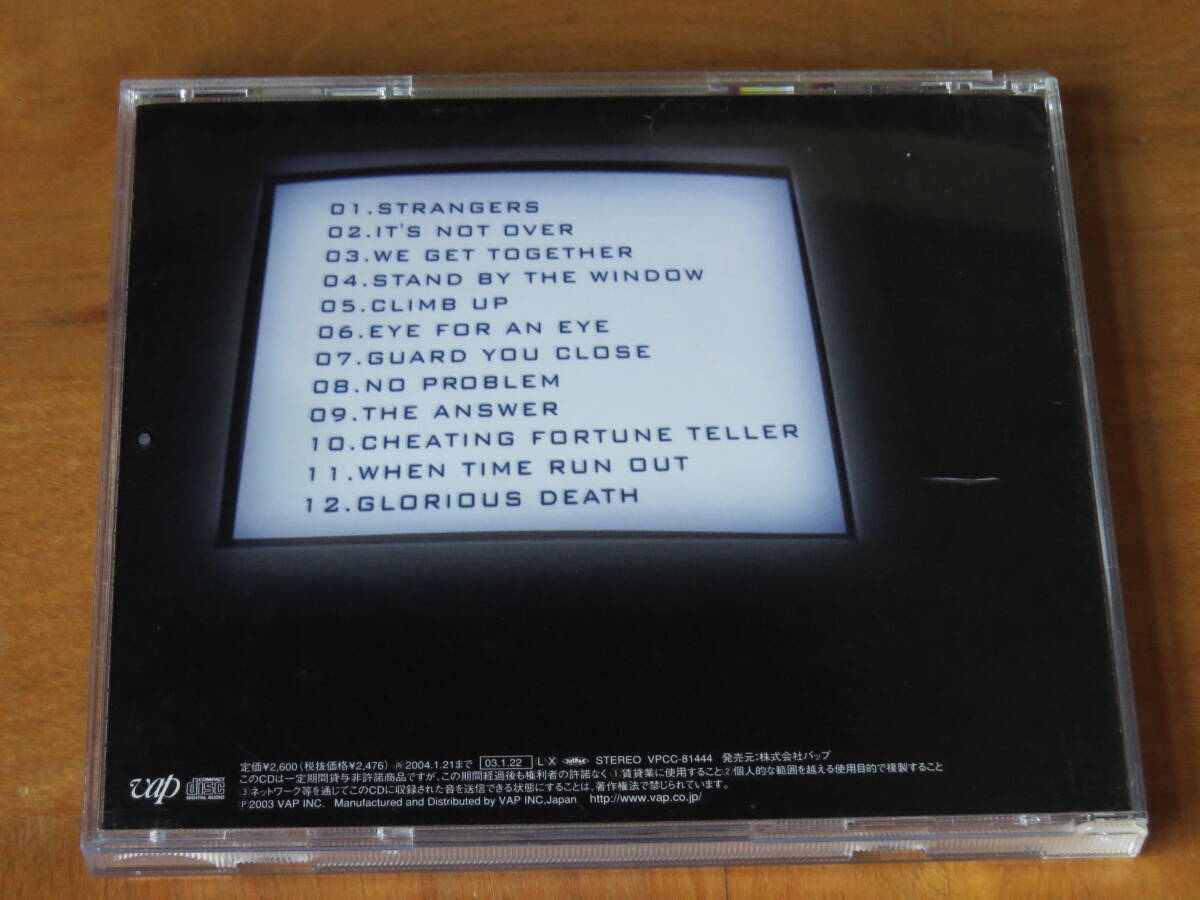 01.STRANGERS
02.IT'S NOT OVER
03.WE GET TOGETHER
04.STAND BY THE WINDOW
05.CLIMB UP
06.EYE FOR AN EYE
07.GUARD YOU CLOSE
08.NO PROBLEM
09.THE ANSWER
10.CHEATING FORTUNE TELLER
11.WHEN TIME RUN OUT
12.GLORIOUS DEATH
vap
COMPACT
disc
DIGITAL AUDIO
定価¥2,600(税抜価格¥2,476) 再 2004.1.21まで 03.1.22 L X STEREO VPCC-81444 発売元:株式会社バップ
このCDは一定期間貸与非許諾商品ですが、この期間経過後も権利者の許諾なく①賃貸業に使用すること②個人的な範囲を越える使用目的で複製すること
③ネットワーク等を通じてこのCDに収録された音を送信できる状態にすることは、著作権法で禁じられています。
Ⓟ2003 VAP INC. Manufactured and Distributed by VAP INC,Japan http://www.vap.co.jp/